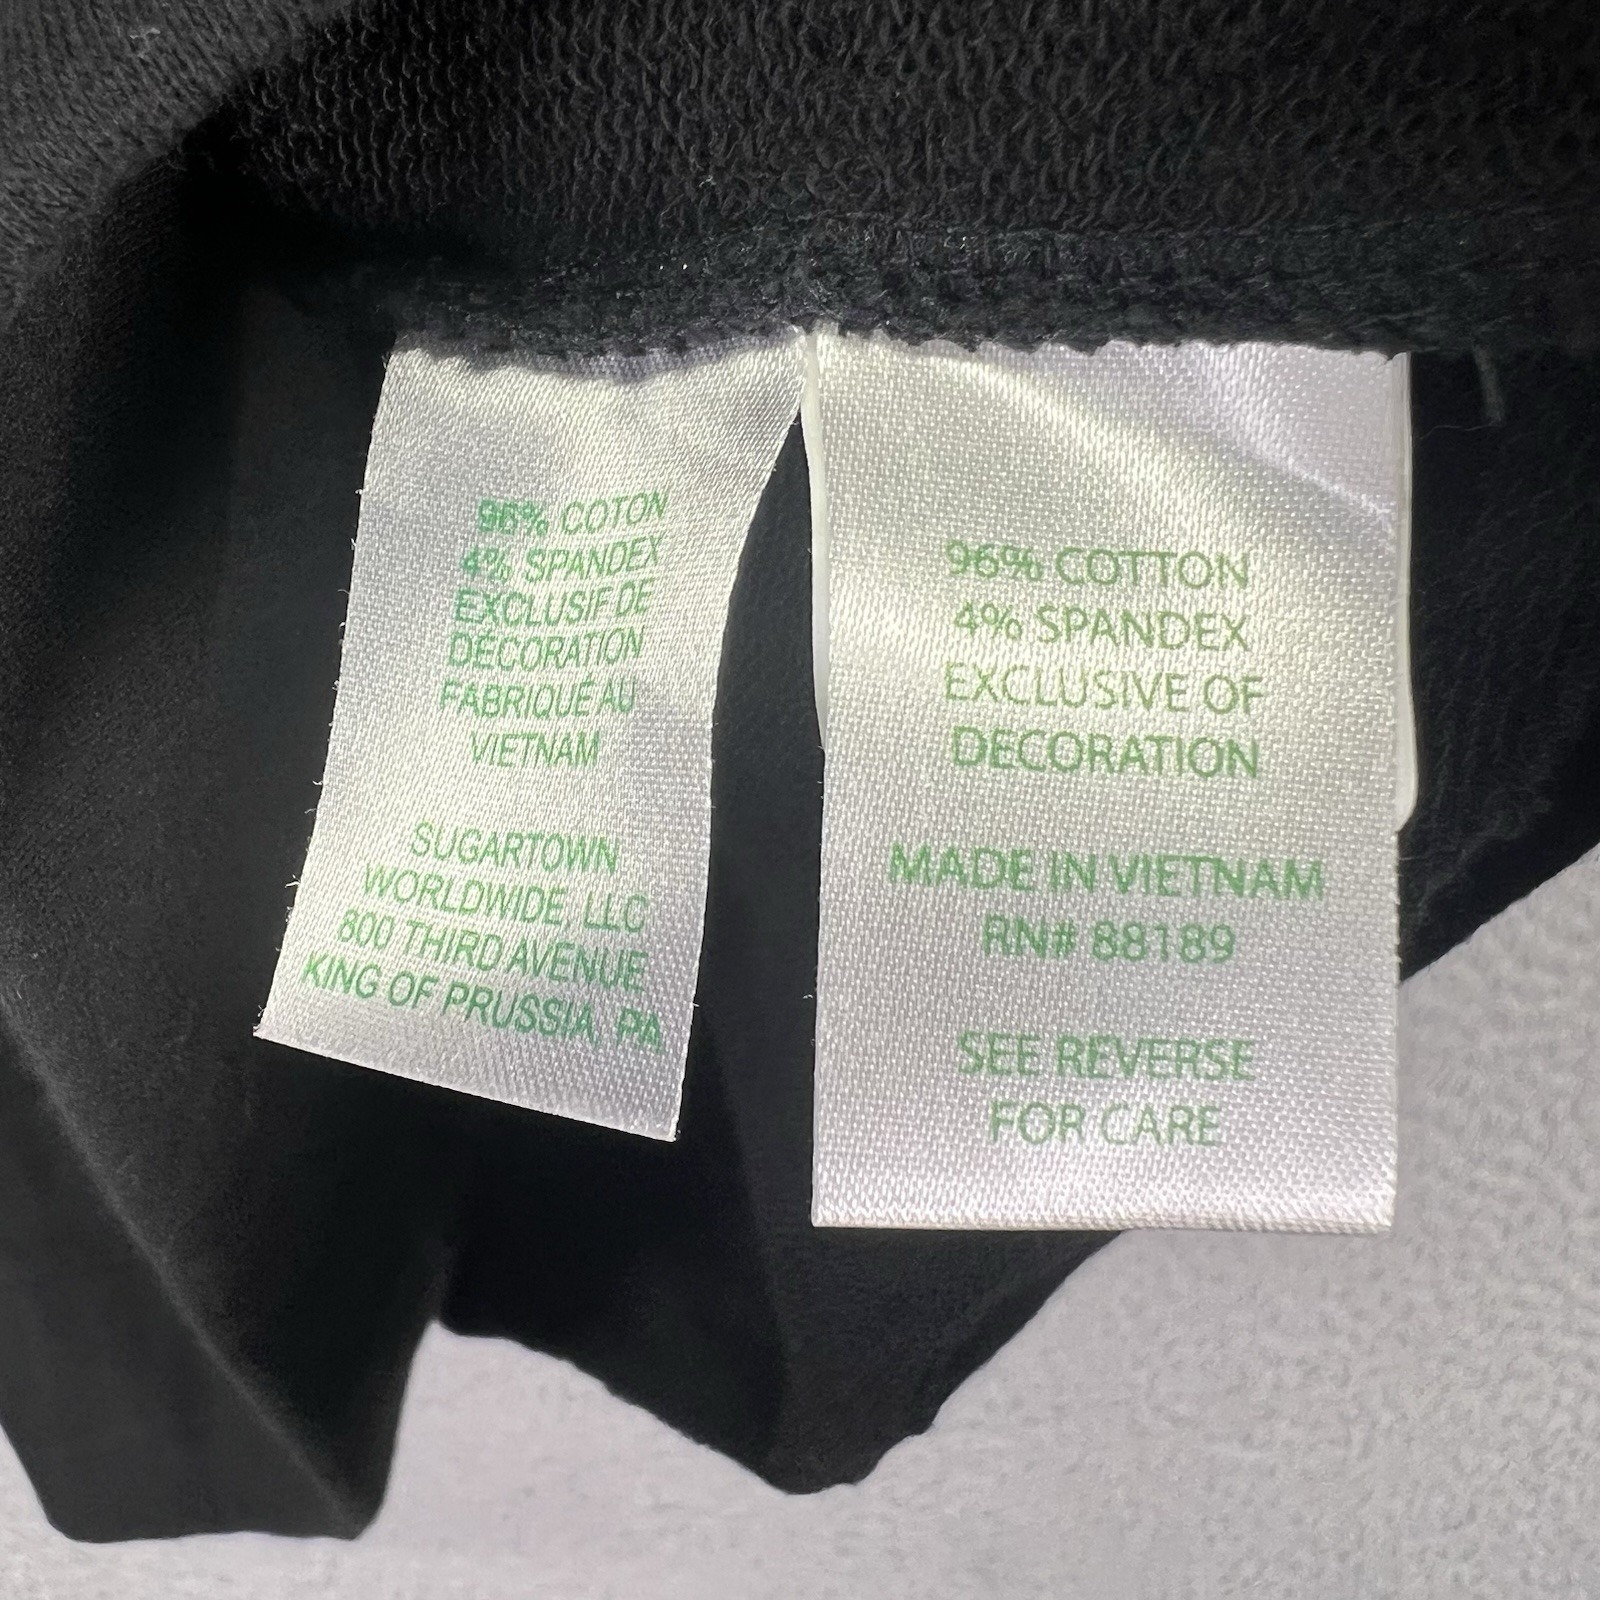 96% COTON
4% SPANDEX
EXCLUSIF DE
DÉCORATION
FABRIQUÉ AU
VIETNAM
SUGARTOWN
WORLDWIDE, LLC
800 THIRD AVENUE
KING OF PRUSSIA, PA
96% COTTON
4% SPANDEX
EXCLUSIVE OF
DECORATION
MADE IN VIETNAM
RN# 88189
SEE REVERSE
FOR CARE